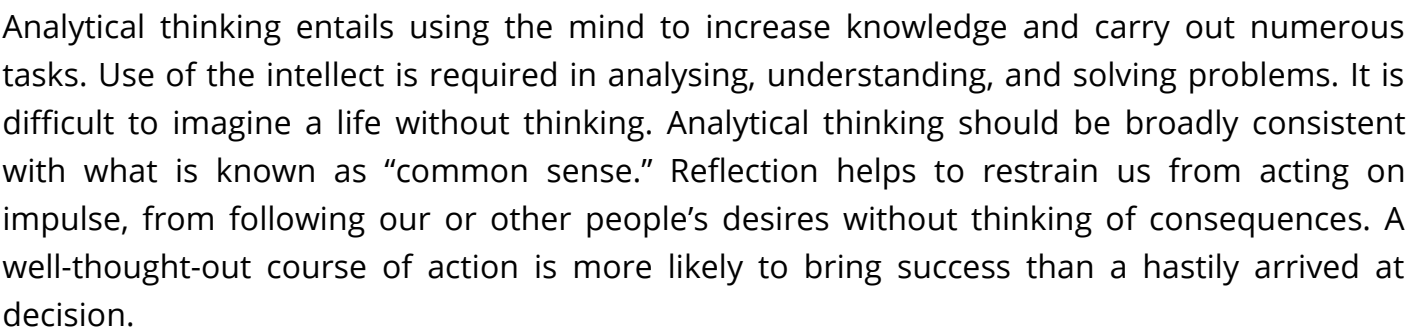 Analytical thinking entails using the mind to increase knowledge and carry out numerous
tasks. Use of the intellect is required in analysing, understanding, and solving problems. It is
difficult to imagine a life without thinking. Analytical thinking should be broadly consistent
with what is known as “common sense.” Reflection helps to restrain us from acting on
impulse, from following our or other people’s desires without thinking of consequences. A
well-thought-out course of action is more likely to bring success than a hastily arrived at
decision.